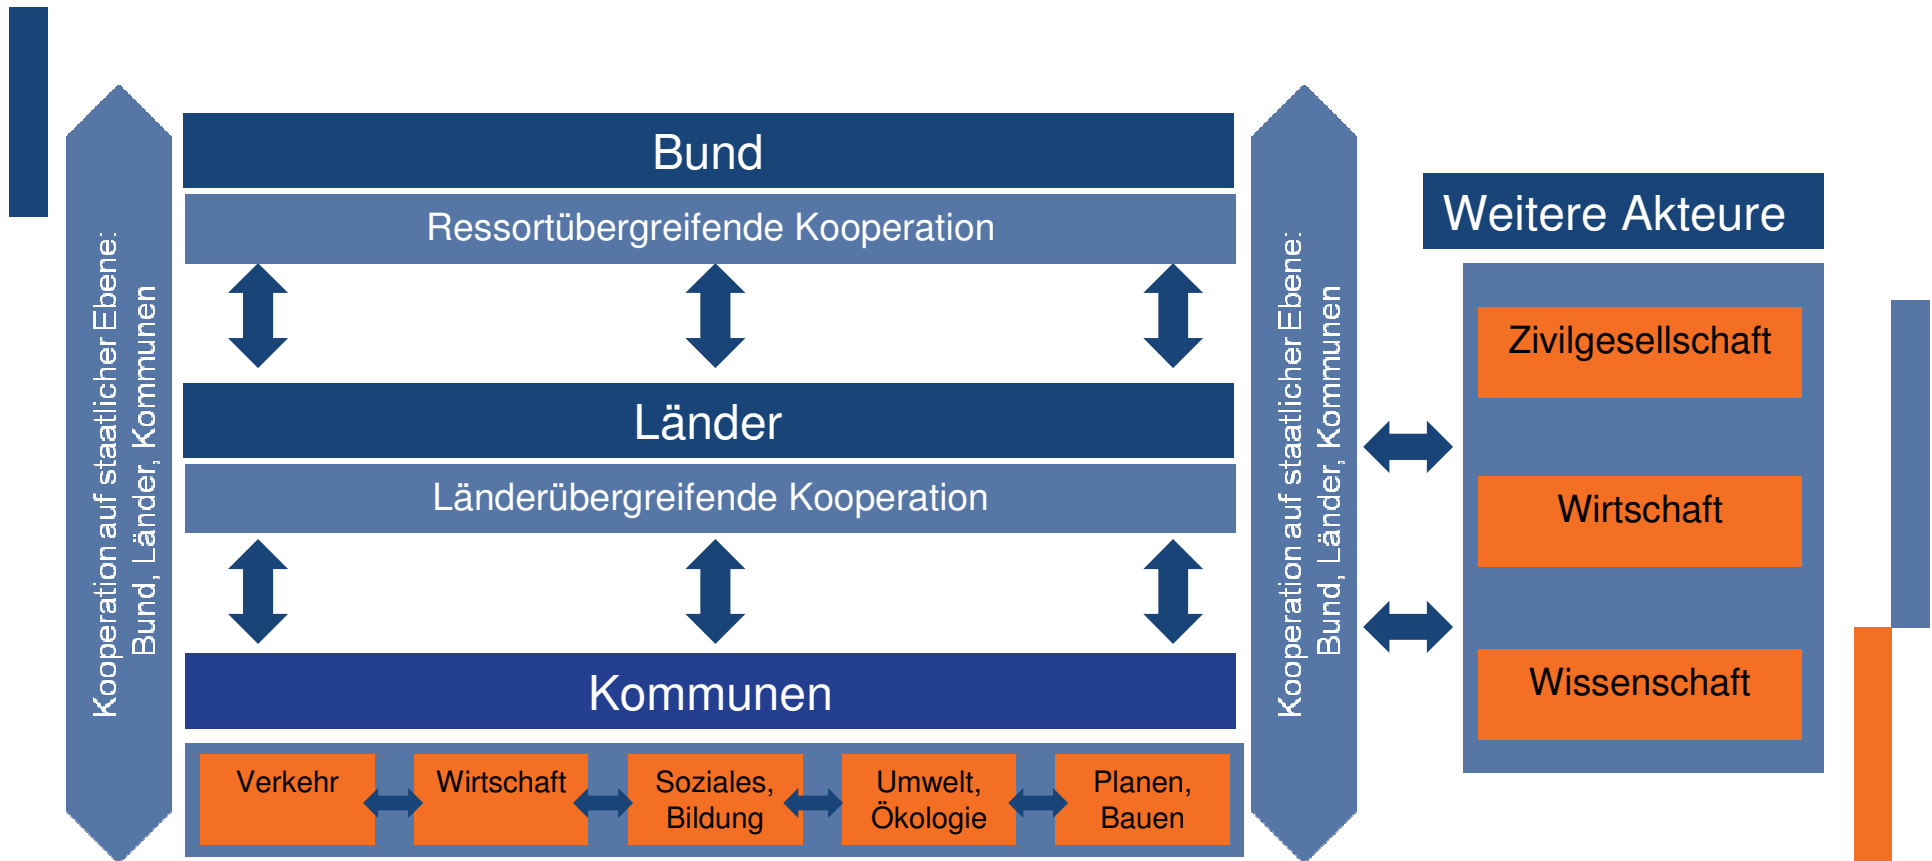 Kooperation auf staatlicher Ebene:
Bund, Länder, Kommunen
Bund
Ressortübergreifende Kooperation
Länder
Länderübergreifende Kooperation
Kommunen
Verkehr
Wirtschaft
Soziales,
Bildung
Umwelt,
Ökologie
Planen,
Bauen
Kooperation auf staatlicher Ebene:
Bund, Länder, Kommunen
Weitere Akteure
Zivilgesellschaft
Wirtschaft
Wissenschaft